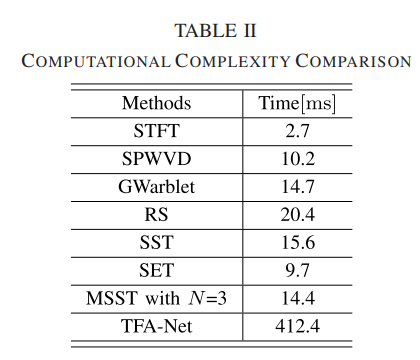 TABLE II
COMPUTATIONAL COMPLEXITY COMPARISON
Methods Time[ms]
STFT 2.7
SPWVD 10.2
GWarblet 14.7
RS 20.4
SST 15.6
SET 9.7
MSST with N=3 14.4
TFA-Net 412.4